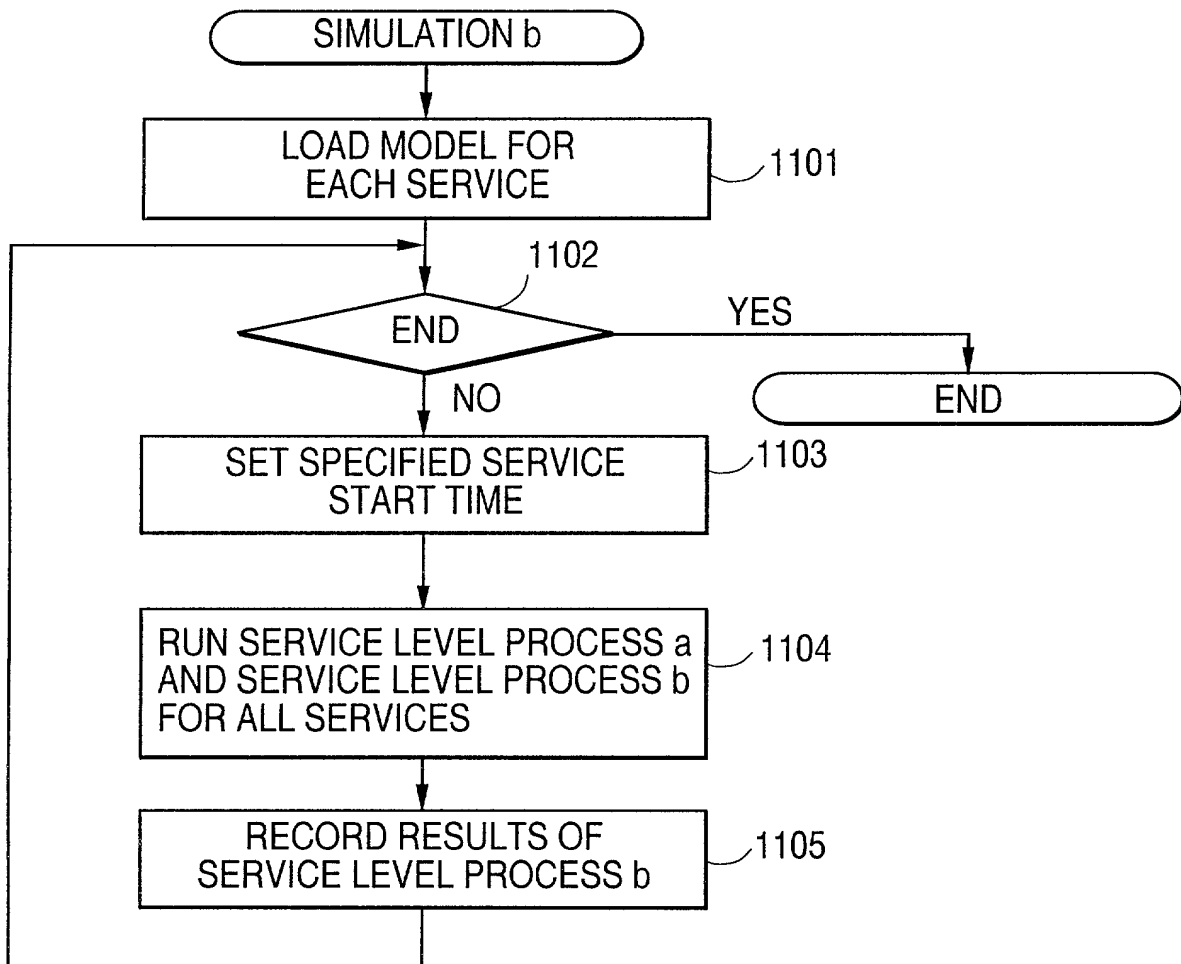 SIMULATION b
LOAD MODEL FOR
EACH SERVICE
1101
1102
END
YES
END
NO
SET SPECIFIED SERVICE
START TIME
1103
RUN SERVICE LEVEL PROCESS a
AND SERVICE LEVEL PROCESS b
FOR ALL SERVICES
1104
RECORD RESULTS OF
SERVICE LEVEL PROCESS b
1105